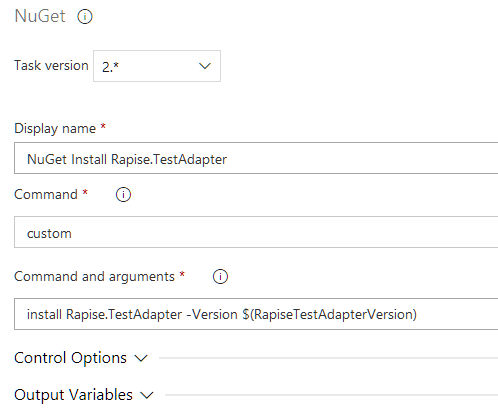 NuGet
Task version 2.*
Display name *
NuGet Install Rapise.TestAdapter
Command *
custom
Command and arguments *
install Rapise.TestAdapter -Version $(RapiseTestAdapterVersion)
Control Options
Output Variables